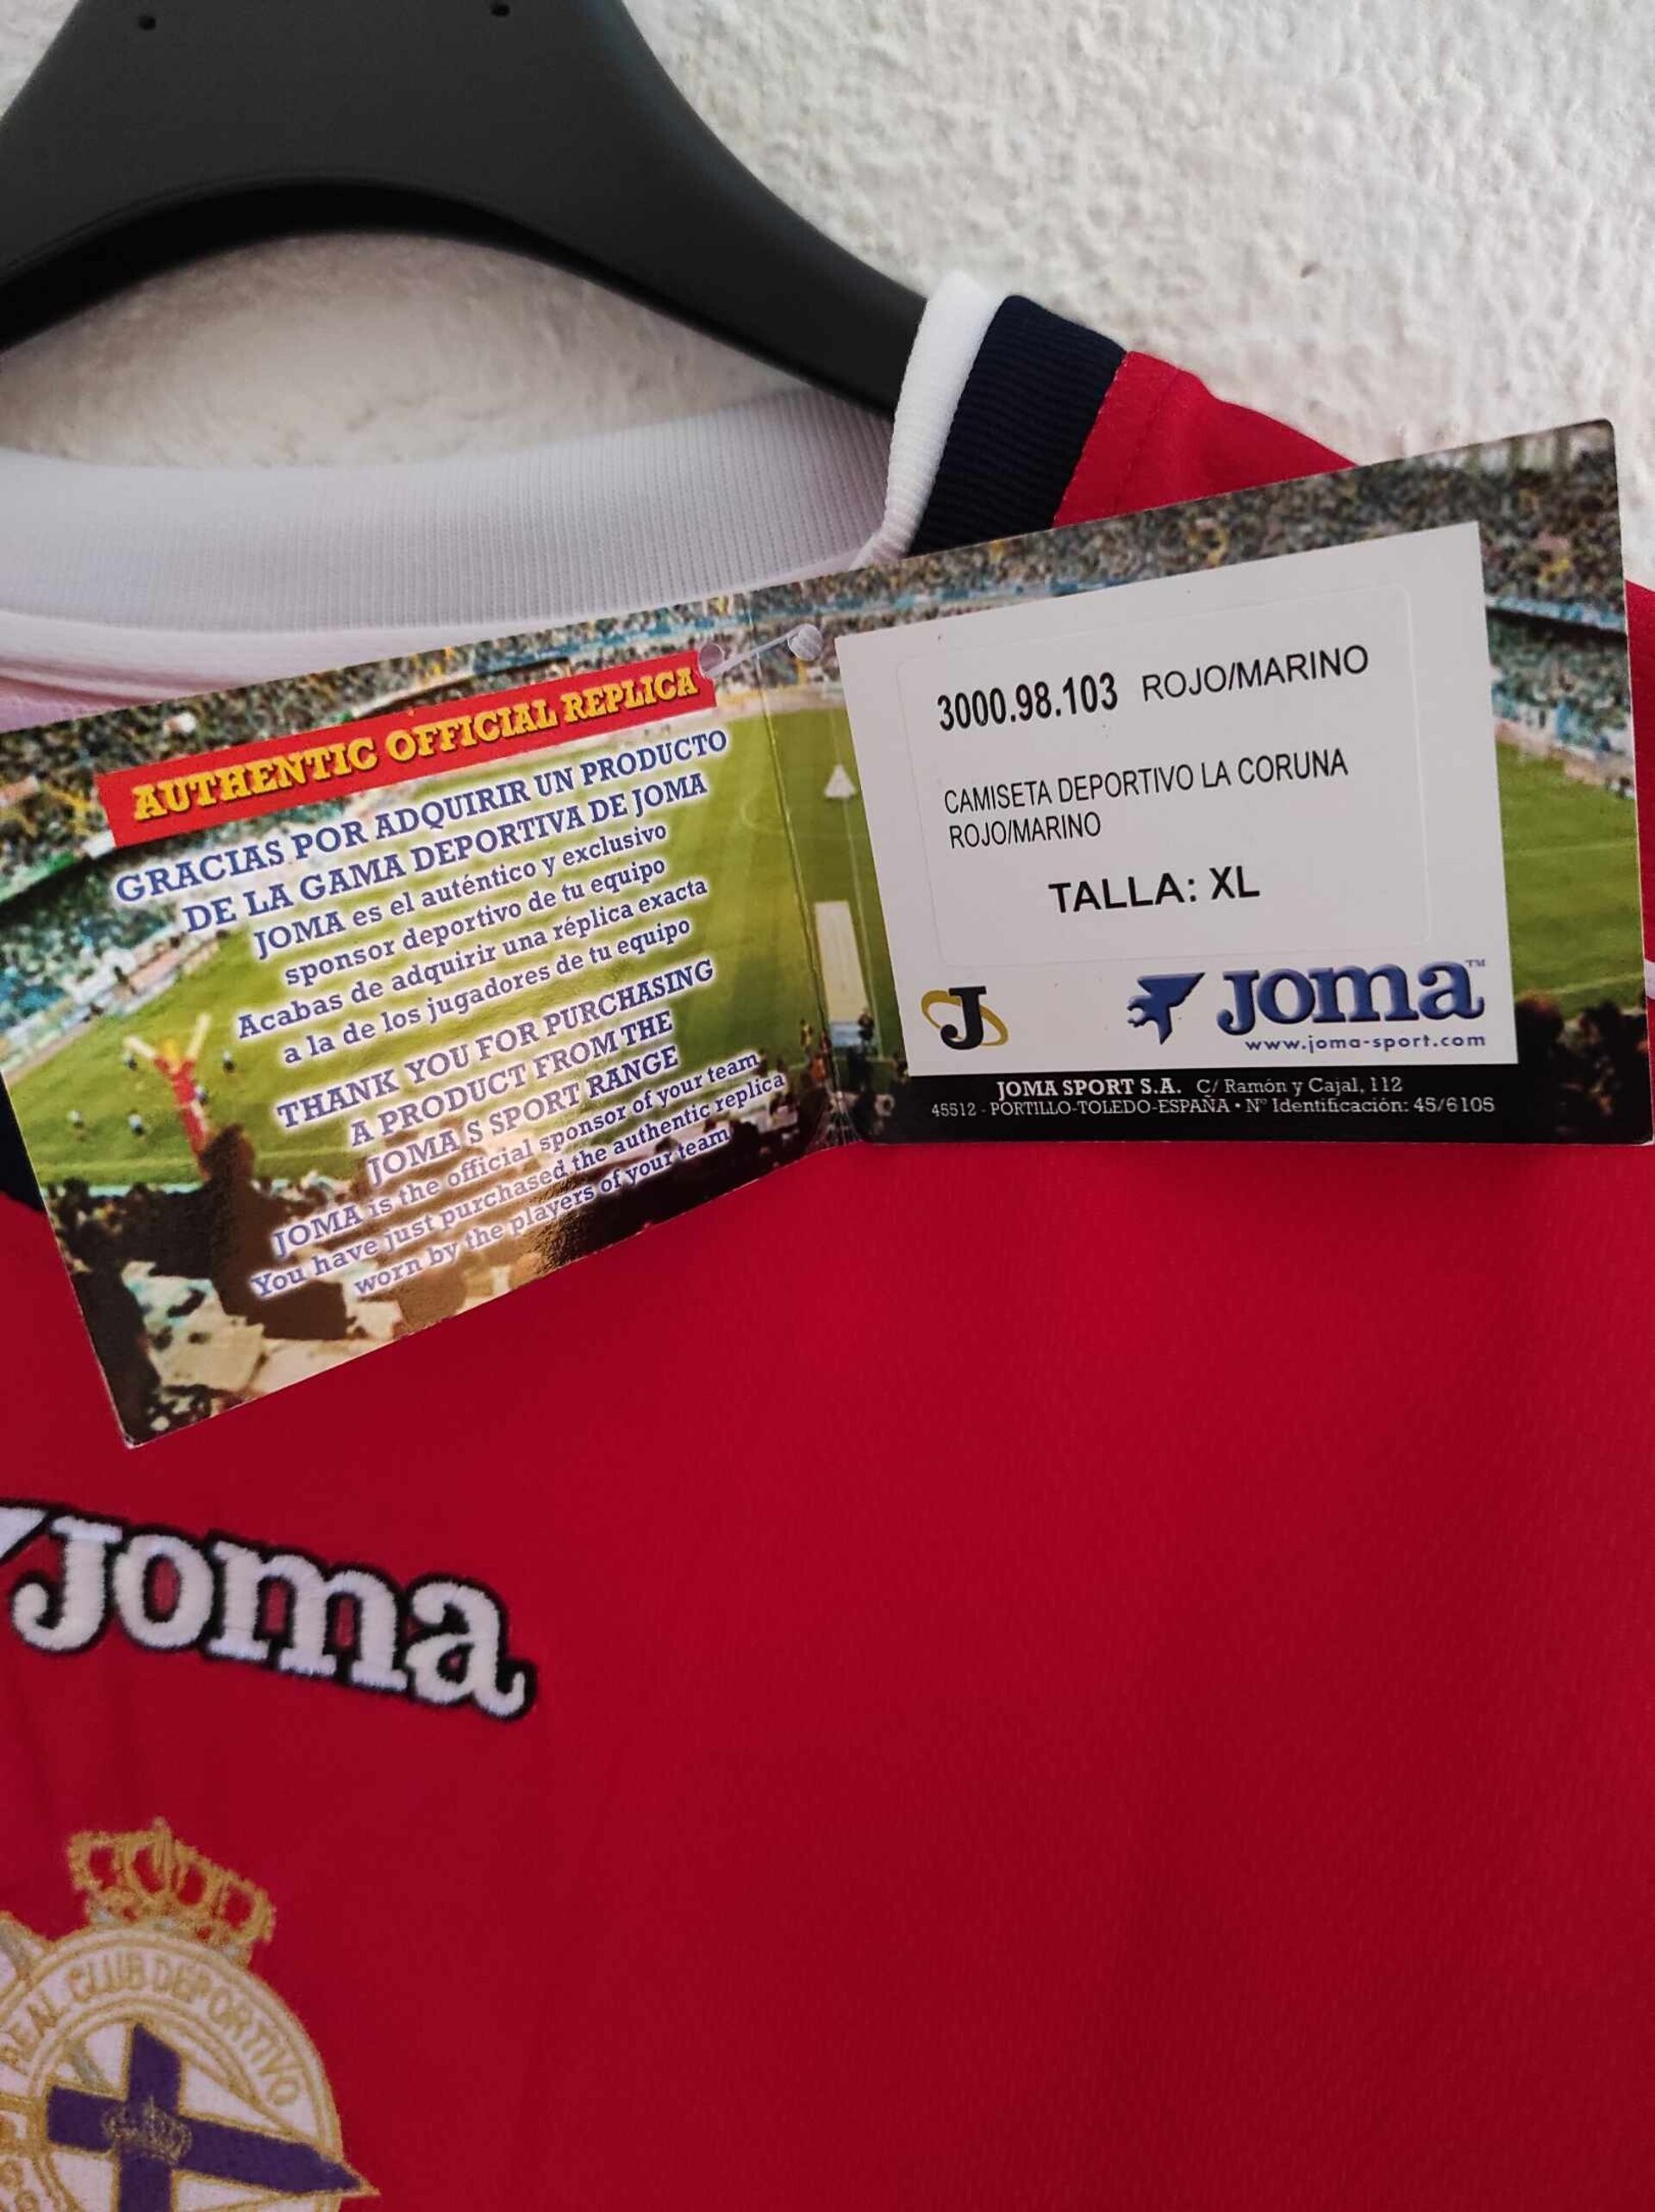 AUTHENTIC OFFICIAL REPLICA
GRACIAS POR ADQUIRIR UN PRODUCTO
DE LA GAMA DEPORTIVA DE JOMA
JOMA es el auténtico y exclusivo
sponsor deportivo de tu equipo
Acabas de adquirir una réplica exacta
a la de los jugadores de tu equipo
THANK YOU FOR PURCHASING
A PRODUCT FROM THE
JOMA'S SPORT RANGE
JOMA is the official sponsor of your team
You have just purchased the authentic replica
worn by the players of your team
3000.98.103 ROJO/MARINO
CAMISETA DEPORTIVO LA CORUNA
ROJO/MARINO
TALLA: XL
J Joma™
www.joma-sport.com
JOMA SPORT S.A. C/ Ramón y Cajal, 112
45512 - PORTILLO-TOLEDO-ESPAÑA • Nº Identificación: 45/6105
Joma
REAL CLUB DEPORTIVO